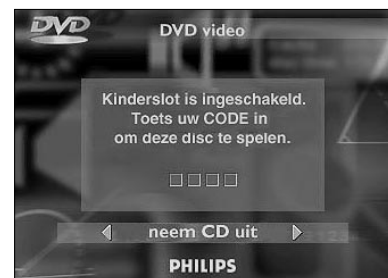 DVD
DVD video
Kinderslot is ingeschakeld.
Toets uw CODE in
om deze disc te spelen.
neem CD uit
PHILIPS